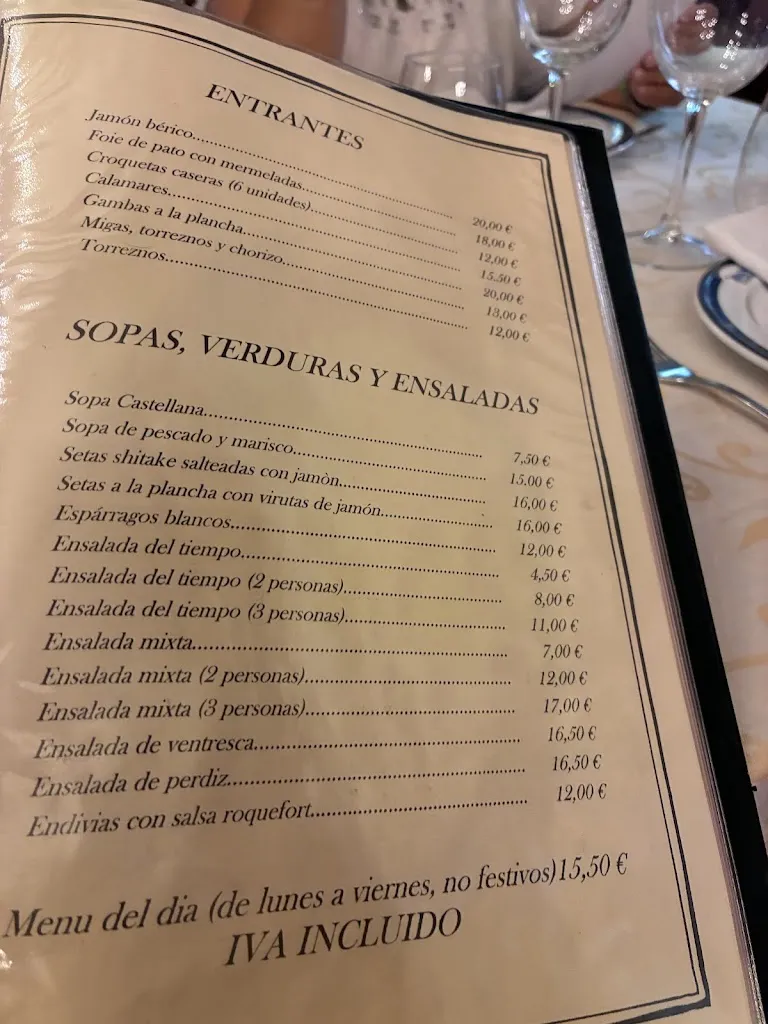 ENTRANTES
Jamón bérico........ 20,00 €
Foie de pato con mermeladas........ 18,00 €
Croquetas caseras (6 unidades)........ 12,00 €
Calamares........ 15.50 €
Gambas a la plancha........ 20,00 €
Migas, torreznos y chorizo........ 13,00 €
Torreznos........ 12,00 €
SOPAS, VERDURAS Y ENSALADAS
Sopa Castellana........ 7,50 €
Sopa de pescado y marisco........ 15.00 €
Setas shitake salteadas con jamòn........ 16,00 €
Setas a la plancha con virutas de jamón........ 16,00 €
Espárragos blancos........ 12,00 €
Ensalada del tiempo........ 4,50 €
Ensalada del tiempo (2 personas)........ 8,00 €
Ensalada del tiempo (3 personas)........ 11,00 €
Ensalada mixta........ 7,00 €
Ensalada mixta (2 personas)........ 12,00 €
Ensalada mixta (3 personas)........ 17,00 €
Ensalada de ventresca........ 16,50 €
Ensalada de perdiz........ 16,50 €
Endivias con salsa roquefort........ 12,00 €
Menu del dia (de lunes a viernes, no festivos)15,50 €
IVA INCLUIDO